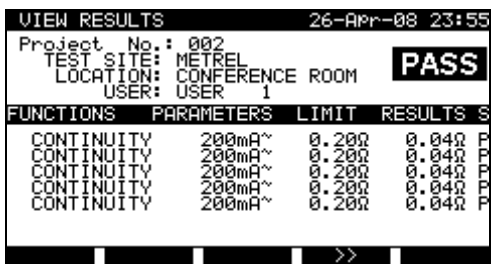 VIEW RESULTS 26-Apr-08 23:55
Project No.: 002
TEST SITE: METREL
LOCATION: CONFERENCE ROOM
USER: USER 1
PASS
FUNCTIONS PARAMETERS LIMIT RESULTS S
CONTINUITY 200mA~ 0.20Ω 0.04Ω P
CONTINUITY 200mA~ 0.20Ω 0.04Ω P
CONTINUITY 200mA~ 0.20Ω 0.04Ω P
CONTINUITY 200mA~ 0.20Ω 0.04Ω P
CONTINUITY 200mA~ 0.20Ω 0.04Ω P
>>